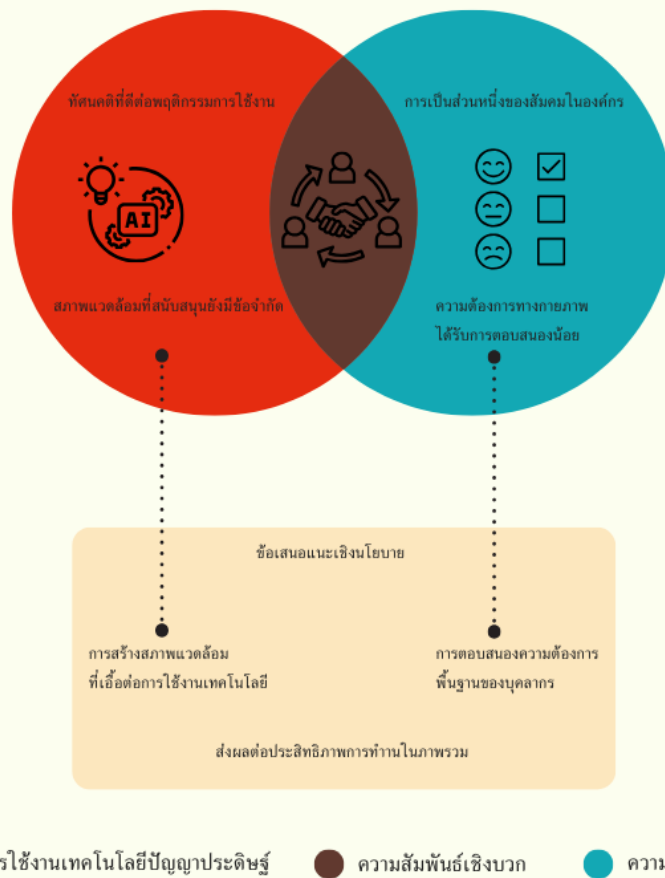 ทัศนคติที่ดีต่อพฤติกรรมการใช้งาน
การเป็นส่วนหนึ่งของสัมคมในองค์กร
AI
สภาพแวดล้อมที่สนับสนุนยังมีข้อจำกัด
ความต้องการทางกายภาพ
ได้รับการตอบสนองน้อย
ข้อเสนอแนะเชิงนโยบาย
การสร้างสภาพแวดล้อม
ที่เอื้อต่อการใช้งานเทคโนโลยี
การตอบสนองความต้องการ
พื้นฐานของบุคลากร
ส่งผลต่อประสิทธิภาพการทำานในภาพรวม
รใช้งานเทคโนโลยีปัญญาประดิษฐ์
ความสัมพันธ์เชิงบวก
ความ